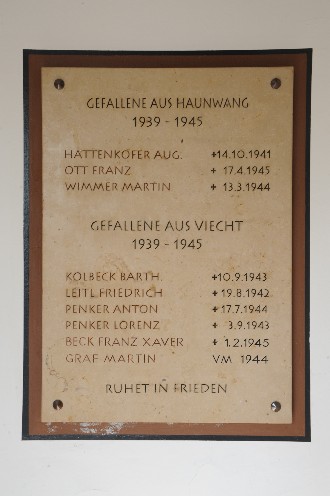 GEFALLENE AUS HAUNWANG
1939 - 1945
HATTENKOFER AUG. +14.10.1941
OTT FRANZ + 17.4.1945
WIMMER MARTIN + 13.3.1944
GEFALLENE AUS VIECHT
1939 - 1945
KOLBECK BARTH. +10.9.1943
LEITL FRIEDRICH +19.8.1942
PENKER ANTON +17.7.1944
PENKER LORENZ + 3.9.1943
BECK FRANZ XAVER + 1.2.1945
GRAF MARTIN VM 1944
RUHET IN FRIEDEN